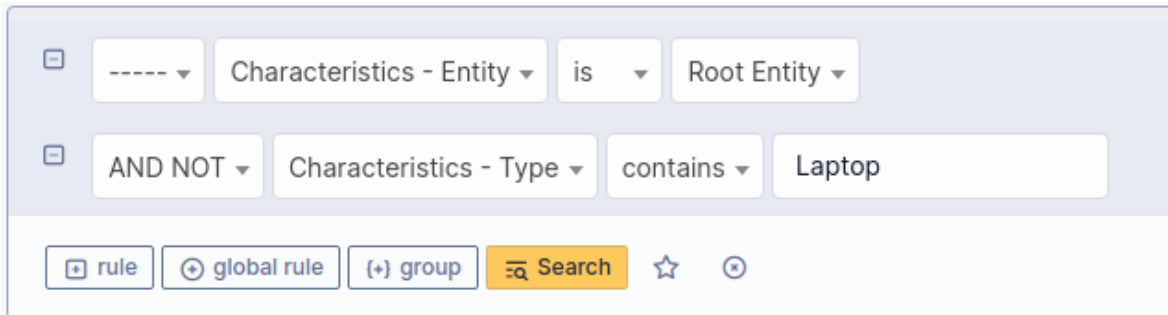 ----- Characteristics - Entity is Root Entity
AND NOT Characteristics - Type contains Laptop
rule global rule (+) group Search